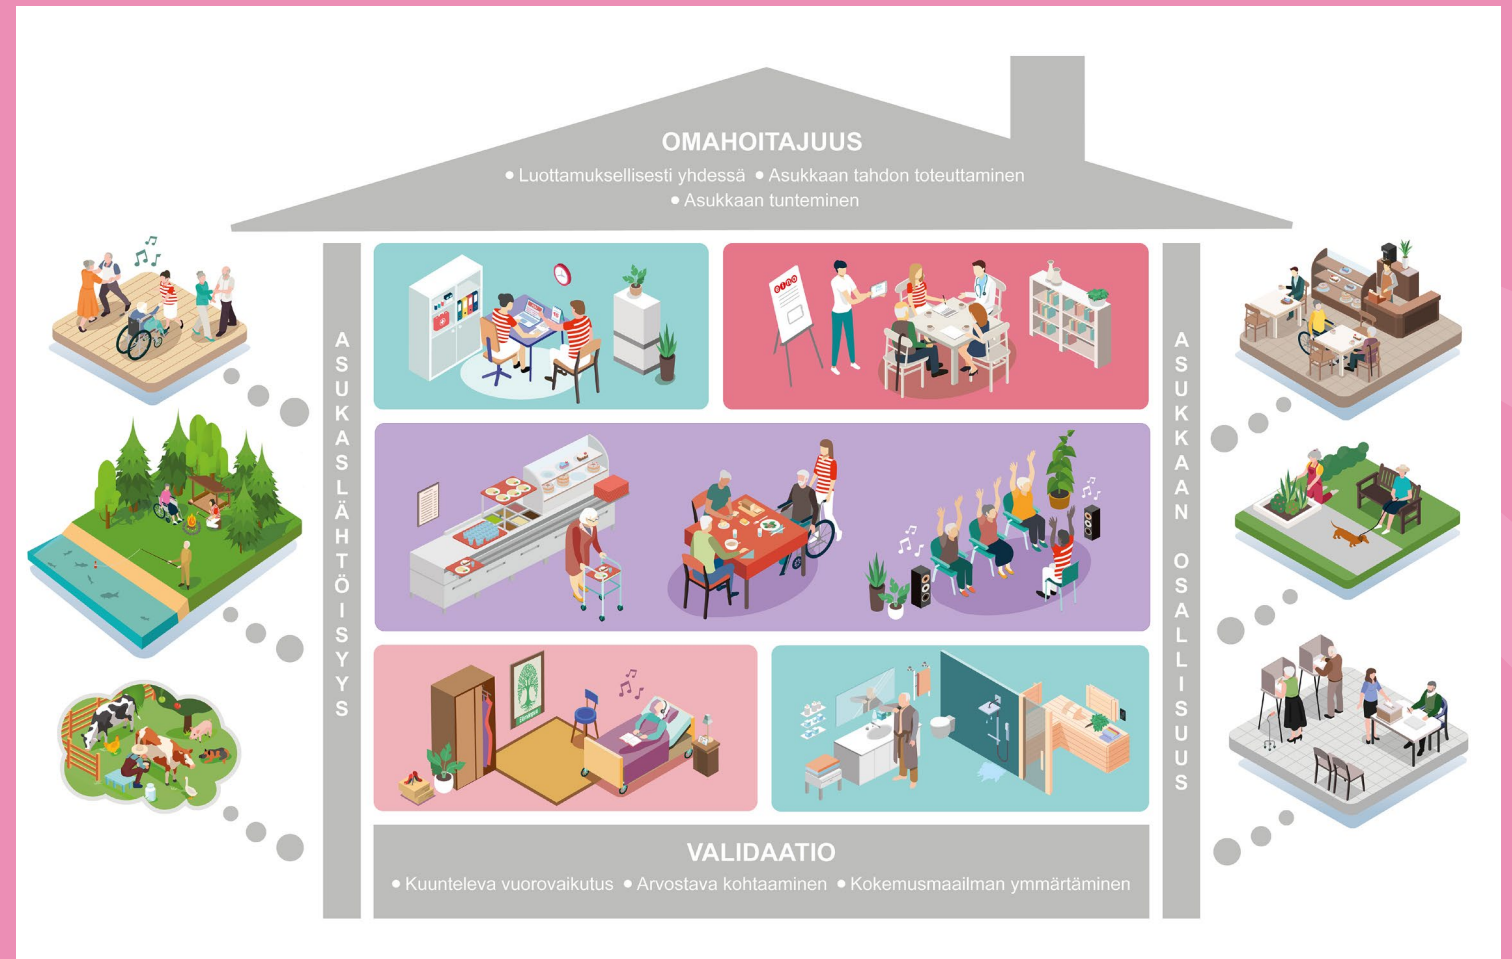 OMAHOITAJUUS
● Luottamuksellisesti yhdessä ● Asukkaan tahdon toteuttaminen
● Asukkaan tunteminen
ASUKASLÄHTÖISYYS
ASUKKAAN OSALLISUUS
VALIDAATIO
● Kuunteleva vuorovaikutus ● Arvostava kohtaaminen ● Kokemusmaailman ymmärtäminen